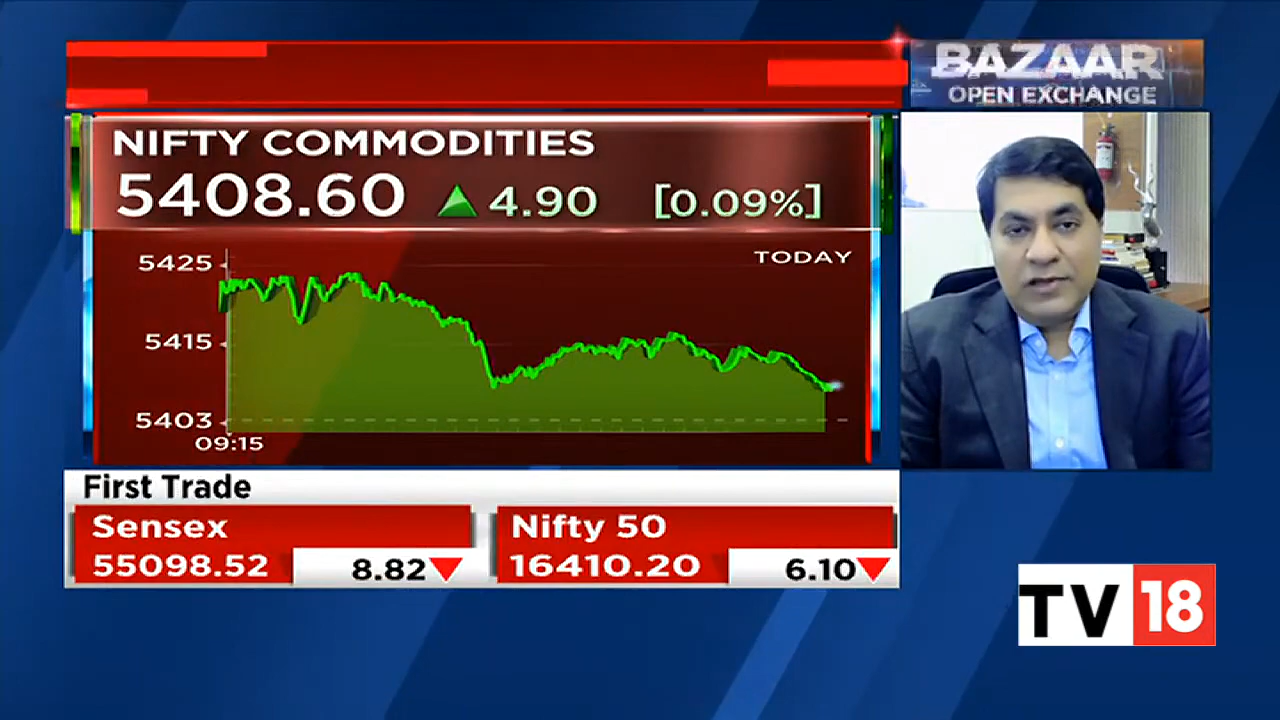 BAZAAR
OPEN EXCHANGE
NIFTY COMMODITIES
5408.60 ▲ 4.90 [0.09%]
TODAY
5425
5415
5403
09:15
First Trade
Sensex
55098.52 8.82▼
Nifty 50
16410.20 6.10▼
TV18